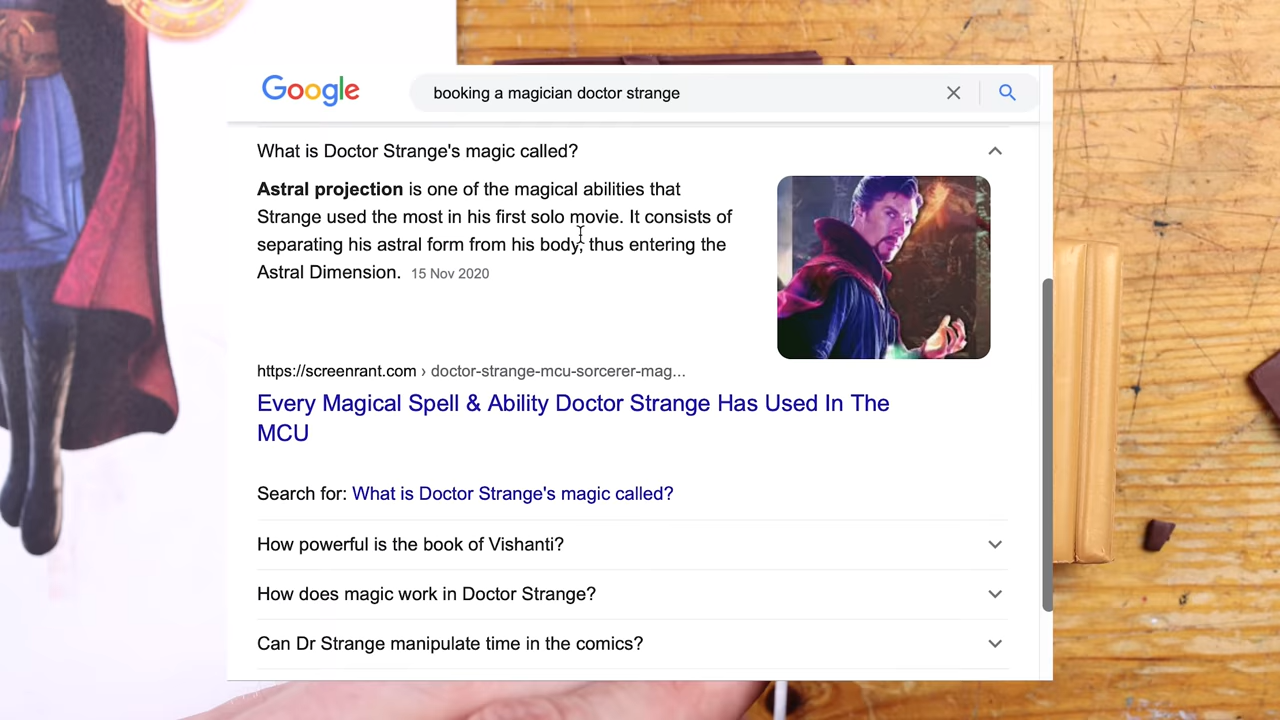 Google
booking a magician doctor strange
What is Doctor Strange's magic called?
Astral projection is one of the magical abilities that
Strange used the most in his first solo movie. It consists of
separating his astral form from his body, thus entering the
Astral Dimension. 15 Nov 2020
https://screenrant.com › doctor-strange-mcu-sorcerer-mag...
Every Magical Spell & Ability Doctor Strange Has Used In The
MCU
Search for: What is Doctor Strange's magic called?
How powerful is the book of Vishanti?
How does magic work in Doctor Strange?
Can Dr Strange manipulate time in the comics?